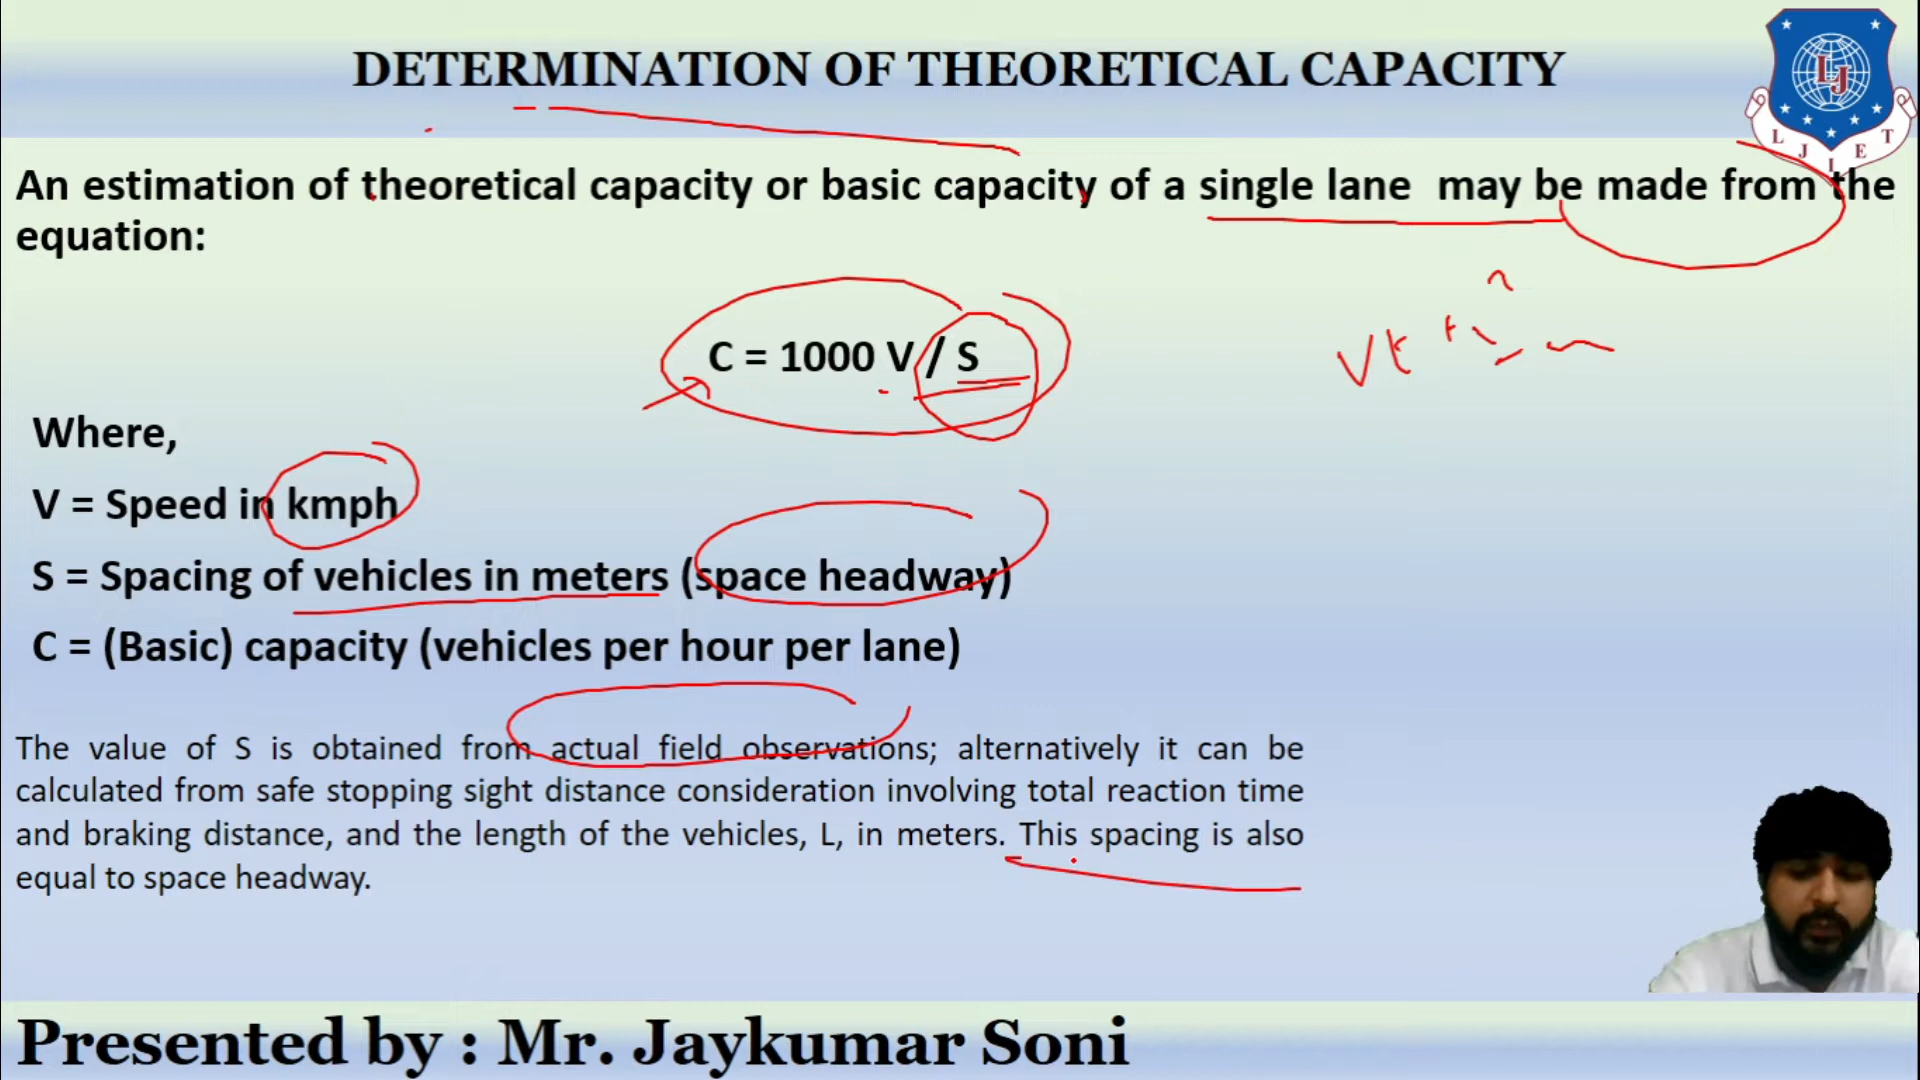 DETERMINATION OF THEORETICAL CAPACITY
LJ
L J I E T
An estimation of theoretical capacity or basic capacity of a single lane may be made from the
equation:
C = 1000 V / S
Vt +
Where,
V = Speed in kmph
S = Spacing of vehicles in meters (space headway)
C = (Basic) capacity (vehicles per hour per lane)
The value of S is obtained from actual field observations; alternatively it can be
calculated from safe stopping sight distance consideration involving total reaction time
and braking distance, and the length of the vehicles, L, in meters. This spacing is also
equal to space headway.
Presented by : Mr. Jaykumar Soni